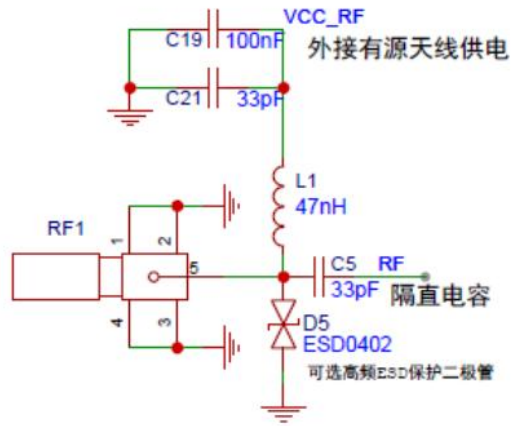 VCC_RF
C19 100nF
外接有源天线供电
C21 33pF
L1
47nH
RF1
1
2
5
C5
RF
33pF
隔直电容
4
3
D5
ESD0402
可选高频ESD保护二极管